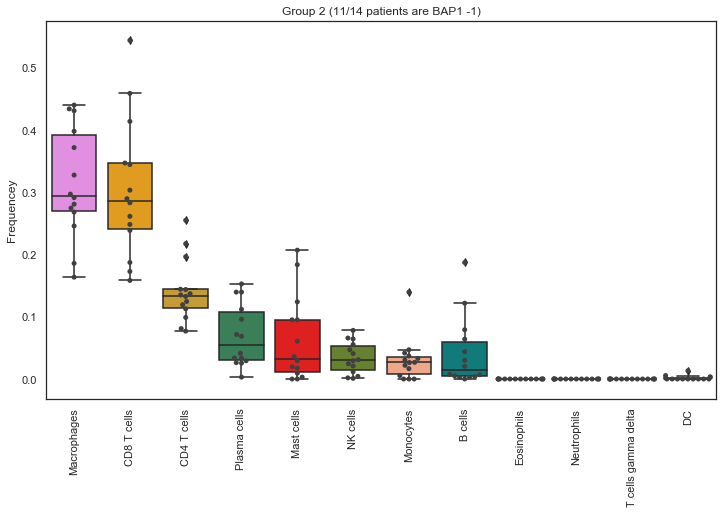 Group 2 (11/14 patients are BAP1 -1)
Frequencey
0.5
0.4
0.3
0.2
0.1
0.0
Macrophages
CD8 T cells
CD4 T cells
Plasma cells
Mast cells
NK cells
Monocytes
B cells
Eosinophils
Neutrophils
T cells gamma delta
DC